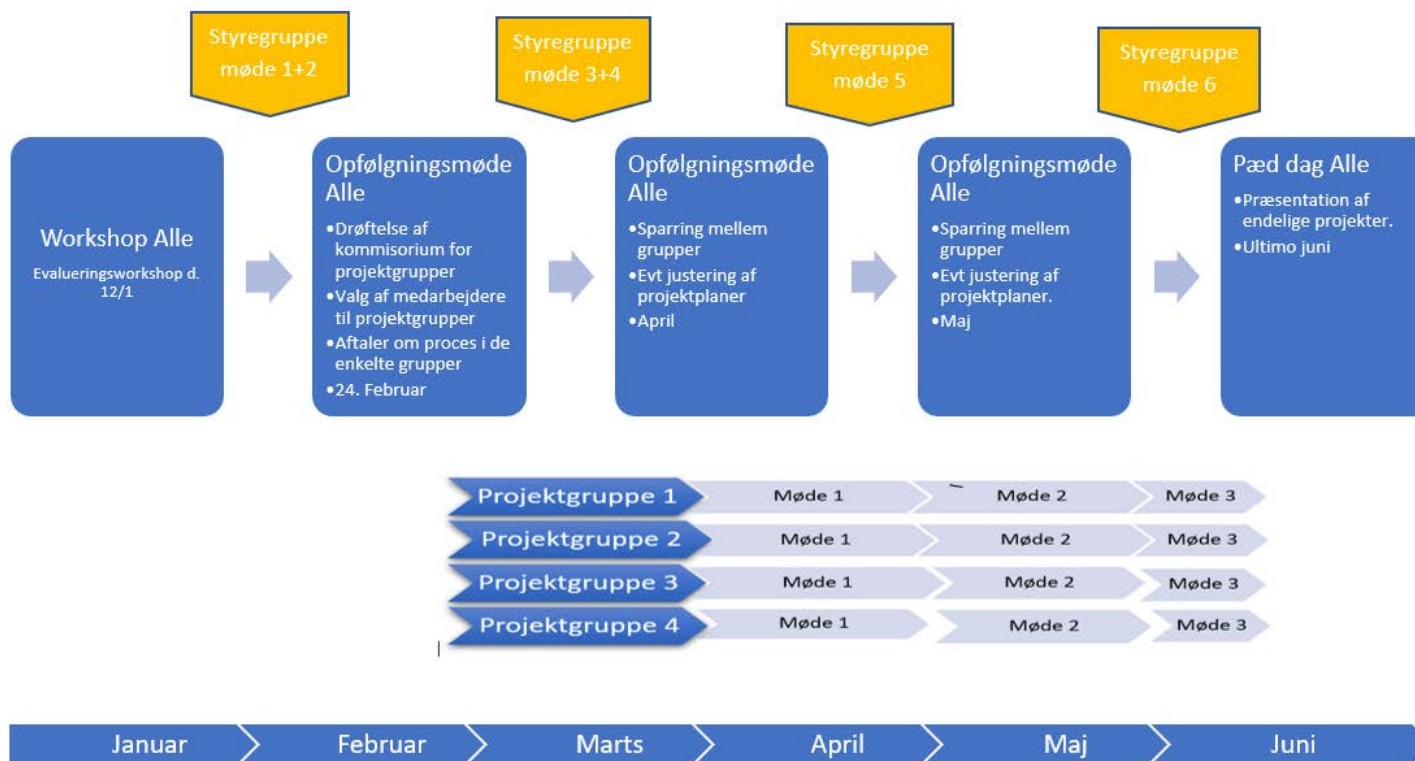 Styregruppe
møde 1+2
Styregruppe
møde 3+4
Styregruppe
møde 5
Styregruppe
møde 6
Workshop Alle
Evalueringsworkshop d.
12/1
Opfølgningsmøde
Alle
•Drøftelse af
kommisorium for
projektgrupper
•Valg af medarbejdere
til projektgrupper
•Aftaler om proces i de
enkelte grupper
•24. Februar
Opfølgningsmøde
Alle
•Sparring mellem
grupper
•Evt justering af
projektplaner
•April
Opfølgningsmøde
Alle
•Sparring mellem
grupper
•Evt justering af
projektplaner.
•Maj
Pæd dag Alle
•Præsentation af
endelige projekter.
•Ultimo juni
Projektgruppe 1 Møde 1 Møde 2 Møde 3
Projektgruppe 2 Møde 1 Møde 2 Møde 3
Projektgruppe 3 Møde 1 Møde 2 Møde 3
Projektgruppe 4 Møde 1 Møde 2 Møde 3
Januar Februar Marts April Maj Juni